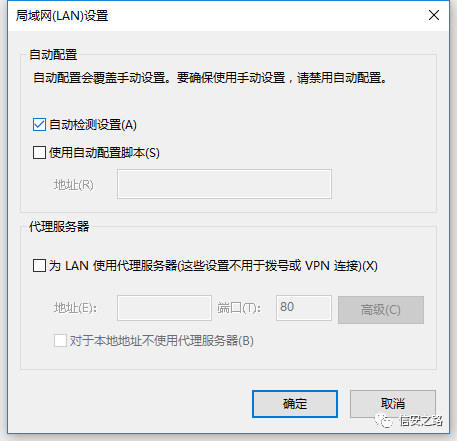 局域网(LAN)设置
自动配置
自动配置会覆盖手动设置。要确保使用手动设置，请禁用自动配置。
自动检测设置(A)
使用自动配置脚本(S)
地址(R)
代理服务器
为 LAN 使用代理服务器(这些设置不用于拨号或 VPN 连接)(X)
地址(E): 端口(T): 80 高级(C)
对于本地地址不使用代理服务器(B)
确定 取消
信安之路